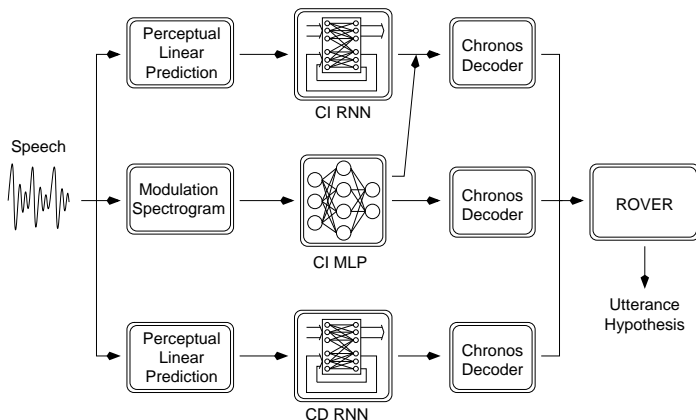 Perceptual
Linear
Prediction
CI RNN
Chronos
Decoder
Speech
Modulation
Spectrogram
CI MLP
Chronos
Decoder
ROVER
Utterance
Hypothesis
Perceptual
Linear
Prediction
CD RNN
Chronos
Decoder